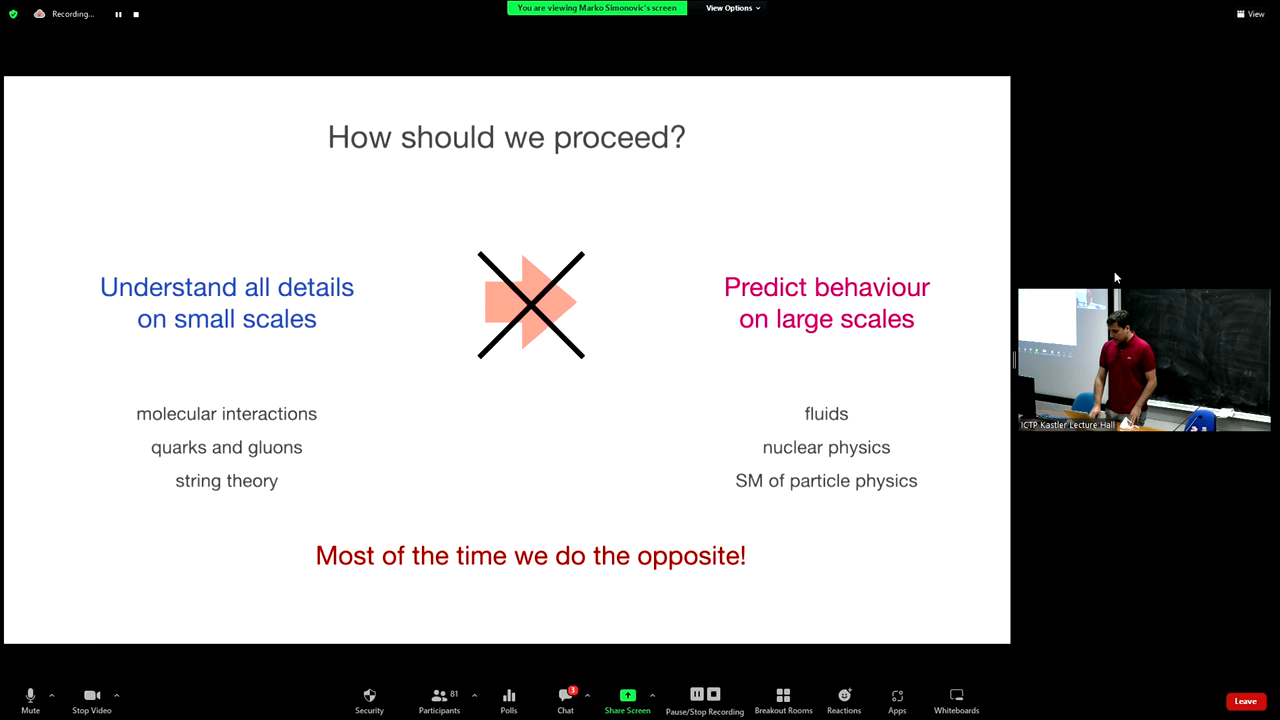 Recording...
You are viewing Marko Simonovic's screen
View Options
View
How should we proceed?
Understand all details
on small scales
Predict behaviour
on large scales
molecular interactions
quarks and gluons
string theory
fluids
nuclear physics
SM of particle physics
Most of the time we do the opposite!
ICTP Kastler Lecture Hall
Mute
Stop Video
Security
Participants
81
Polls
Chat
3
Share Screen
Pause/Stop Recording
Breakout Rooms
Reactions
Apps
Whiteboards
Leave